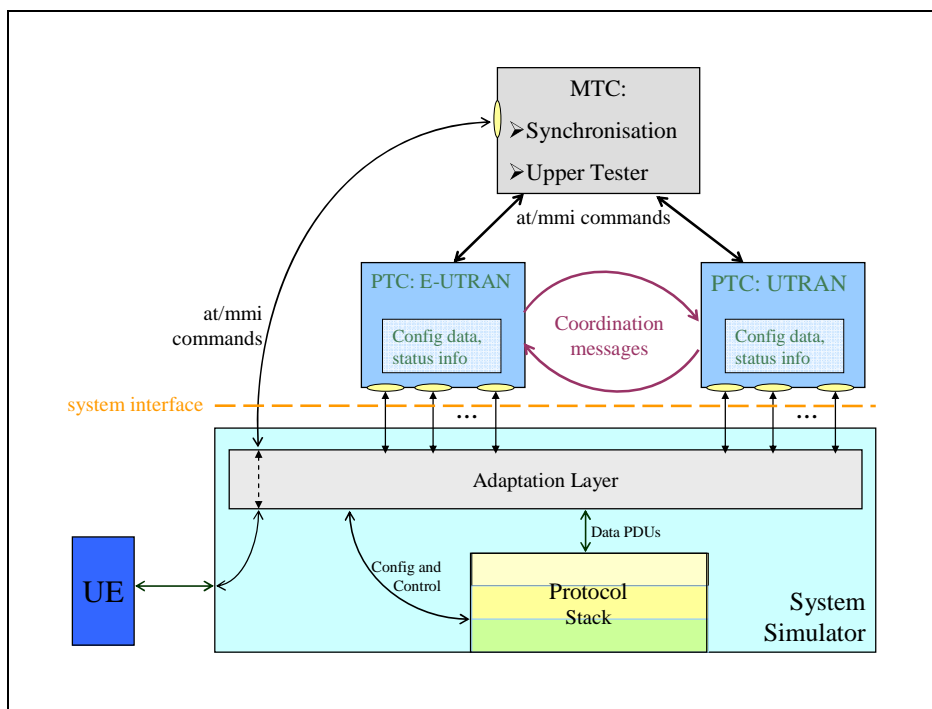 MTC:
➢Synchronisation
➢Upper Tester
at/mmi commands
PTC: E-UTRAN
PTC: UTRAN
Config data,
status info
Coordination
messages
Config data,
status info
at/mmi
commands
system interface
...
...
Adaptation Layer
Data PDUs
Config and
Control
UE
Protocol
Stack
System
Simulator